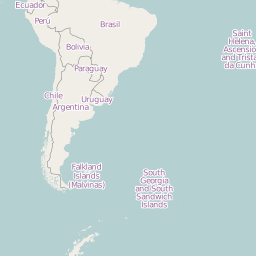 Ecuador
Peru
Brasil
Bolivia
Paraguay
Chile
Uruguay
Argentina
Falkland
Islands
(Malvinas)
South
Georgia
and South
Sandwich
Islands
Saint
Helena,
Ascension
and Tristan
da Cunh